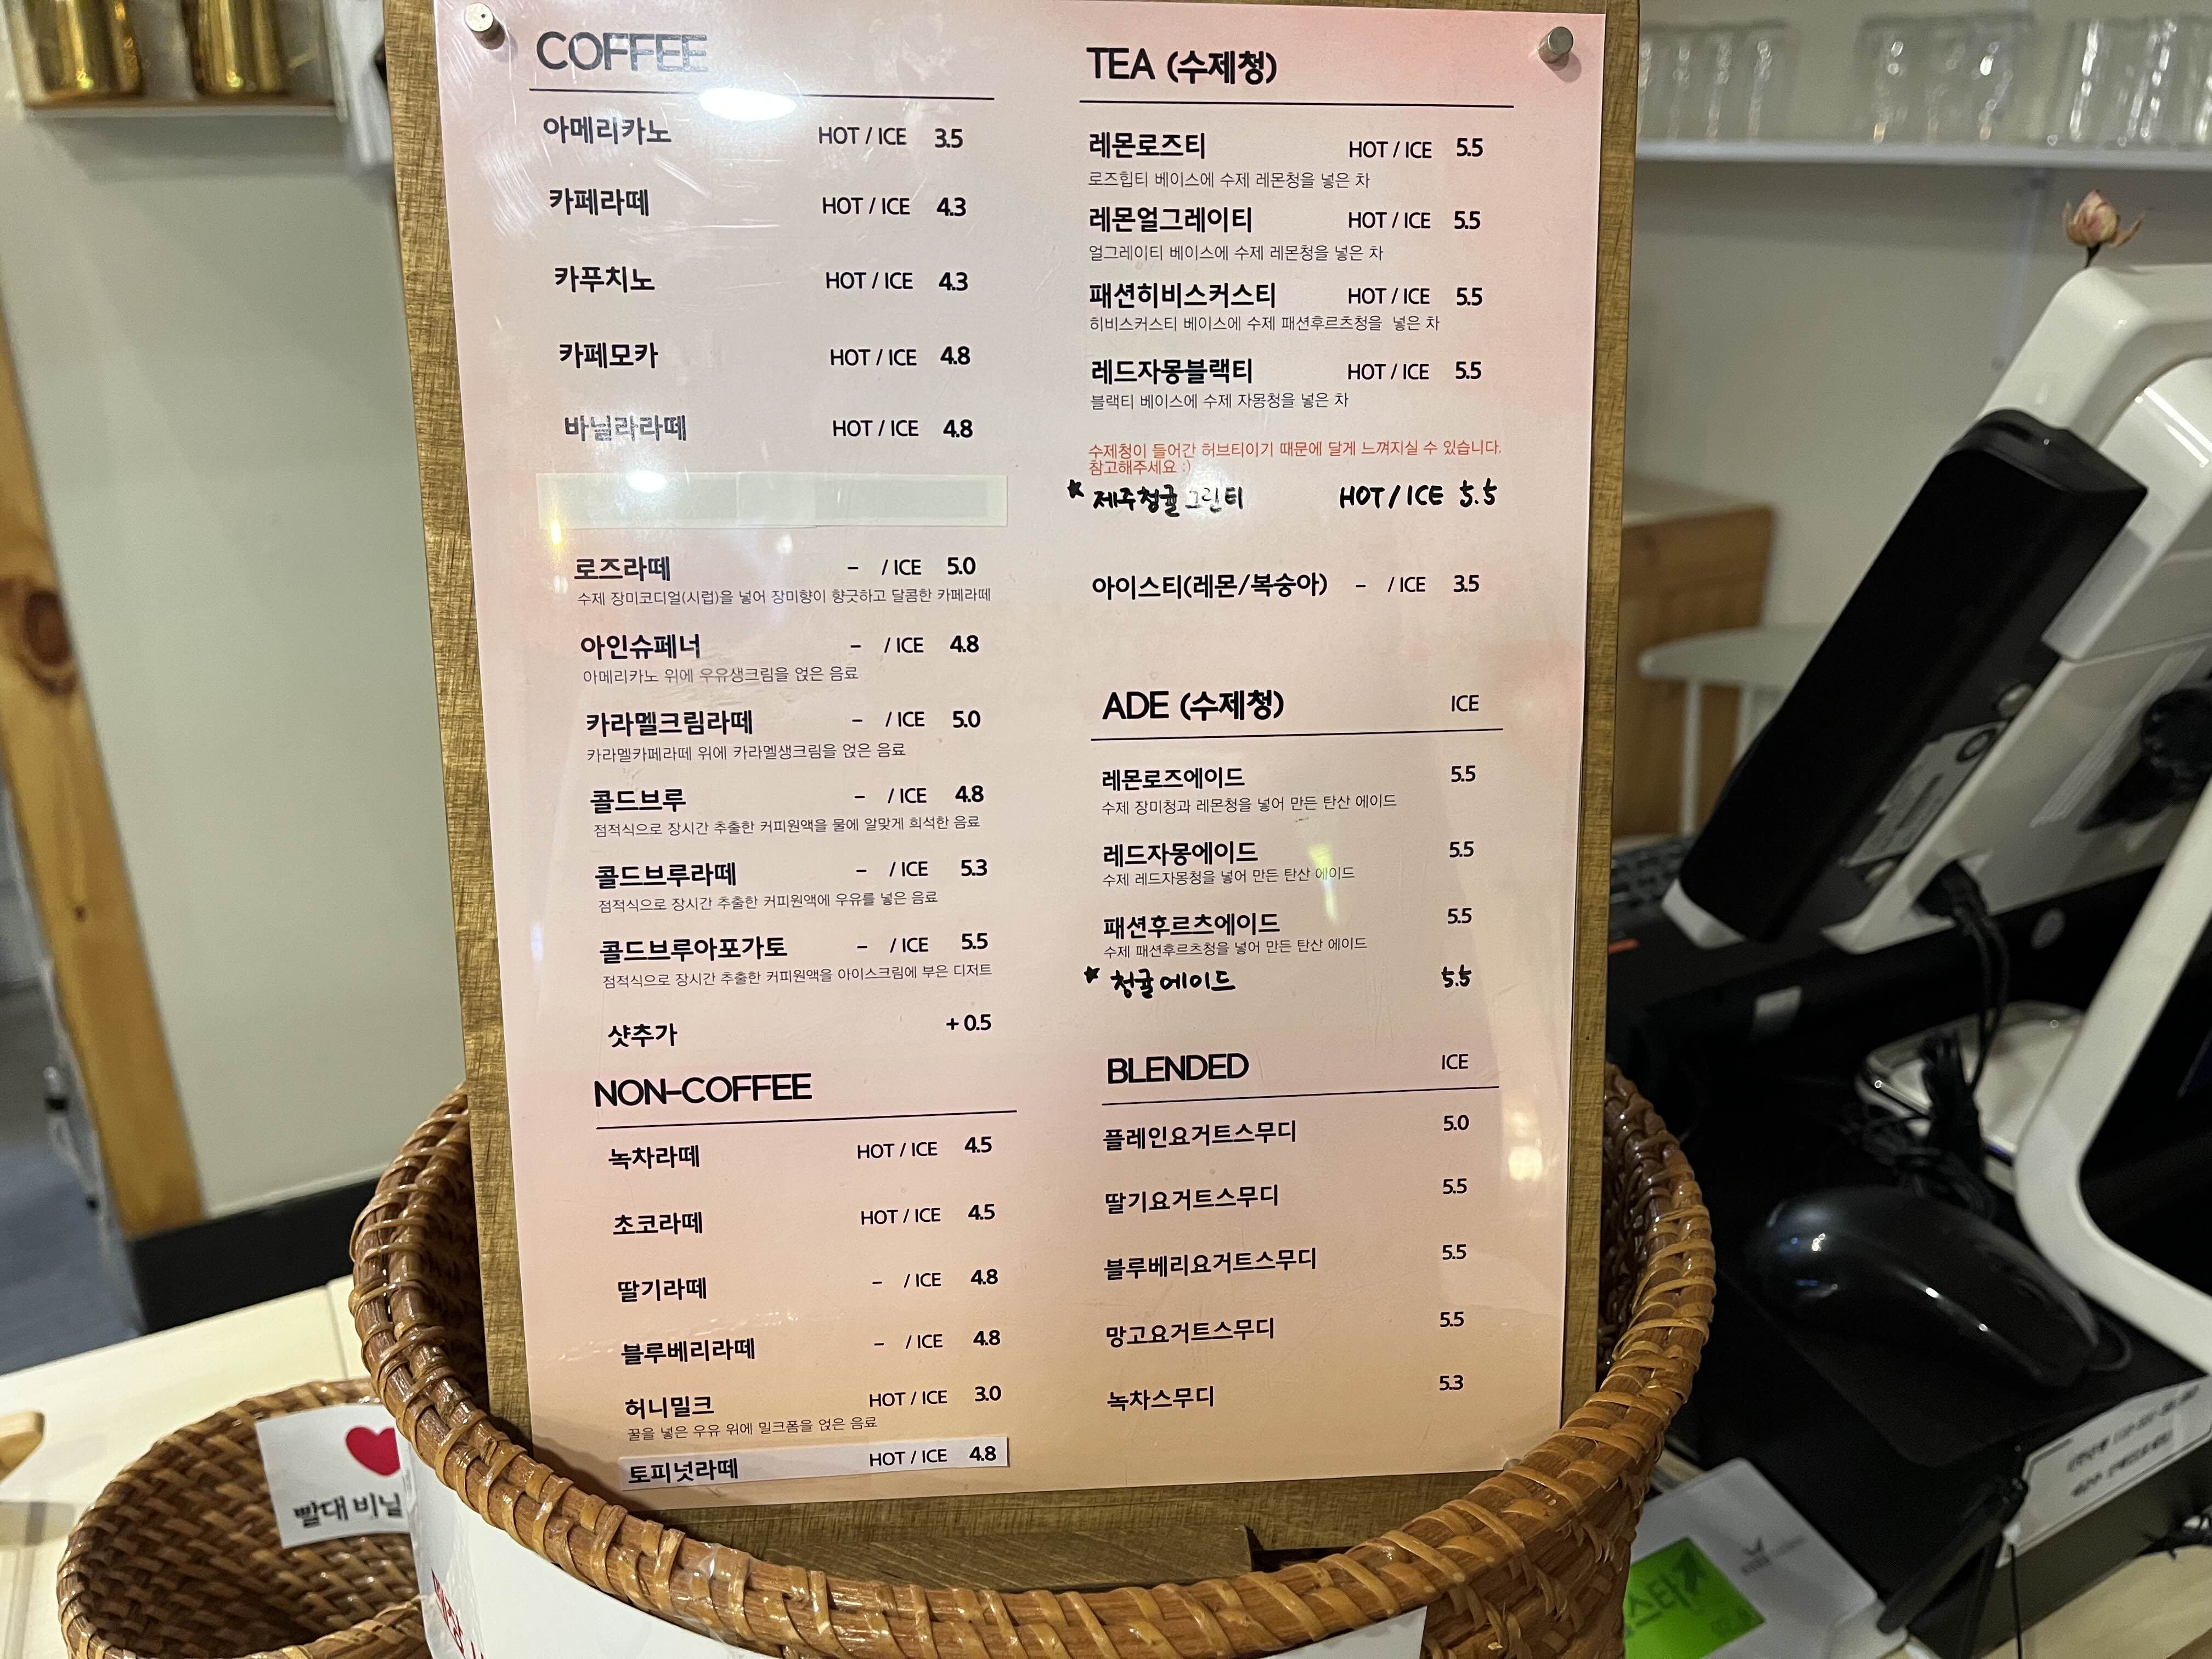 COFFEE
아메리카노 HOT / ICE 3.5
카페라떼 HOT / ICE 4.3
카푸치노 HOT / ICE 4.3
카페모카 HOT / ICE 4.8
바닐라라떼 HOT / ICE 4.8
로즈라떼 - / ICE 5.0
수제 장미코디얼(시럽)을 넣어 장미향이 향긋하고 달콤한 카페라떼
아인슈페너 - / ICE 4.8
아메리카노 위에 우유생크림을 얹은 음료
카라멜크림라떼 - / ICE 5.0
카라멜카페라떼 위에 카라멜생크림을 얹은 음료
콜드브루 - / ICE 4.8
점적식으로 장시간 추출한 커피원액을 물에 알맞게 희석한 음료
콜드브루라떼 - / ICE 5.3
점적식으로 장시간 추출한 커피원액에 우유를 넣은 음료
콜드브루아포가토 - / ICE 5.5
점적식으로 장시간 추출한 커피원액을 아이스크림에 부은 디저트
샷추가 + 0.5
NON-COFFEE
녹차라떼 HOT / ICE 4.5
초코라떼 HOT / ICE 4.5
딸기라떼 - / ICE 4.8
블루베리라떼 - / ICE 4.8
허니밀크 HOT / ICE 3.0
꿀을 넣은 우유 위에 밀크폼을 얹은 음료
토피넛라떼 HOT / ICE 4.8
TEA (수제청)
레몬로즈티 HOT / ICE 5.5
로즈힙티 베이스에 수제 레몬청을 넣은 차
레몬얼그레이티 HOT / ICE 5.5
얼그레이티 베이스에 수제 레몬청을 넣은 차
패션히비스커스티 HOT / ICE 5.5
히비스커스티 베이스에 수제 패션후르츠청을 넣은 차
레드자몽블랙티 HOT / ICE 5.5
블랙티 베이스에 수제 자몽청을 넣은 차
수제청이 들어간 허브티이기 때문에 달게 느껴지실 수 있습니다.
참고해주세요 :)
★ 제주청귤그린티 HOT / ICE 5.5
아이스티(레몬/복숭아) - / ICE 3.5
ADE (수제청) ICE
레몬로즈에이드 5.5
수제 장미청과 레몬청을 넣어 만든 탄산 에이드
레드자몽에이드 5.5
수제 레드자몽청을 넣어 만든 탄산 에이드
패션후르츠에이드 5.5
수제 패션후르츠청을 넣어 만든 탄산 에이드
★ 청귤에이드 5.5
BLENDED ICE
플레인요거트스무디 5.0
딸기요거트스무디 5.5
블루베리요거트스무디 5.5
망고요거트스무디 5.5
녹차스무디 5.3
빨대 비닐